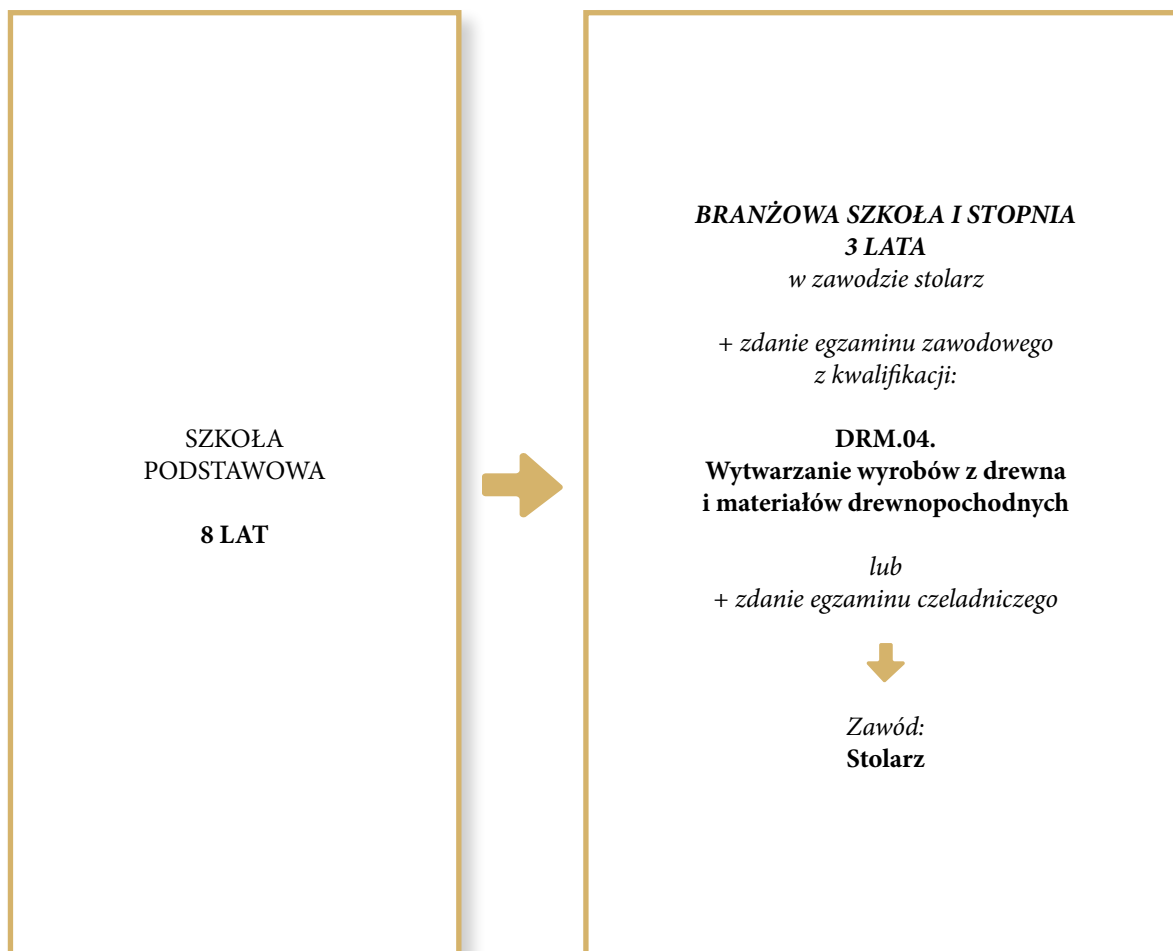 SZKOŁA
PODSTAWOWA
8 LAT
BRANŻOWA SZKOŁA I STOPNIA
3 LATA
w zawodzie stolarz
+ zdanie egzaminu zawodowego
z kwalifikacji:
DRM.04.
Wytwarzanie wyrobów z drewna
i materiałów drewnopochodnych
lub
+ zdanie egzaminu czeladniczego
Zawód:
Stolarz